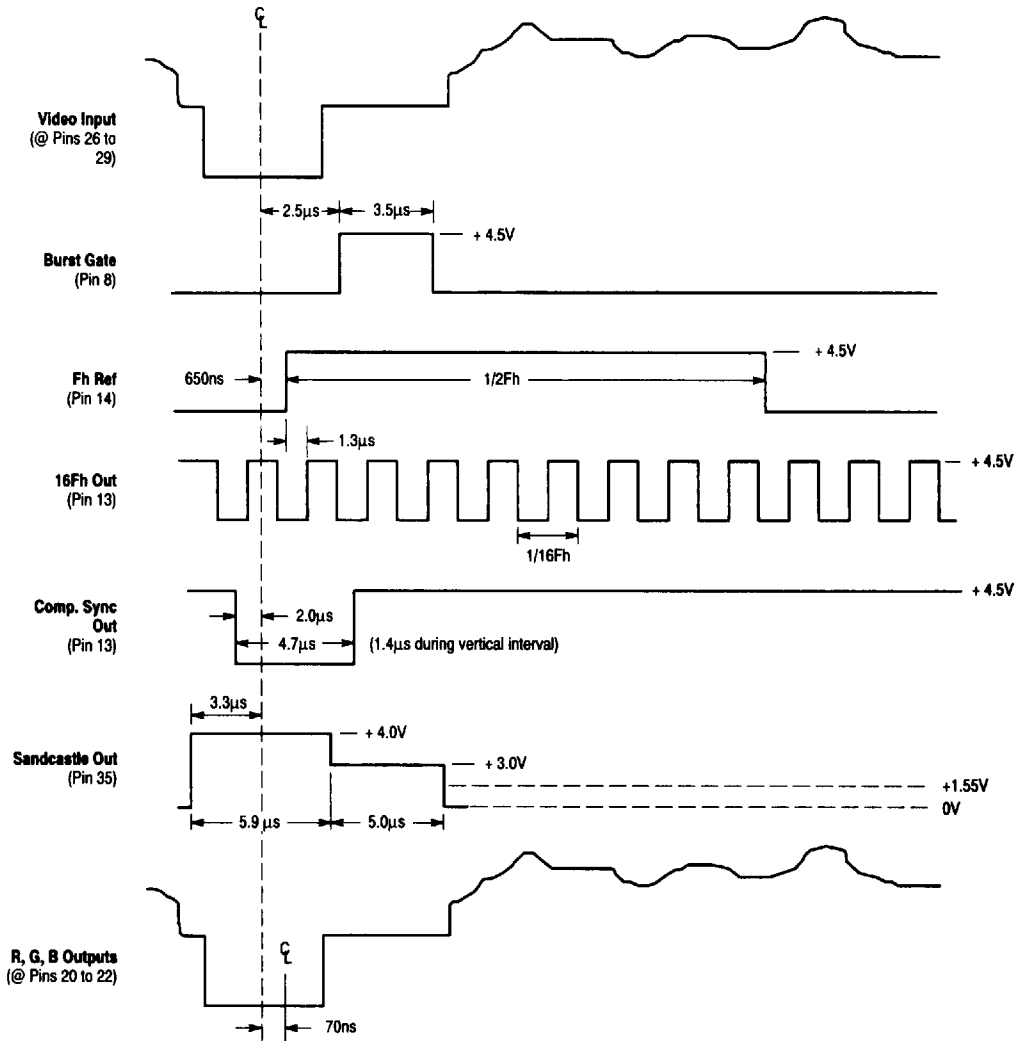 ℄
Video Input
(@ Pins 26 to
29)
2.5µs
3.5µs
+ 4.5V
Burst Gate
(Pin 8)
+ 4.5V
650ns
Fh Ref
(Pin 14)
1/2Fh
1.3µs
16Fh Out
(Pin 13)
+ 4.5V
1/16Fh
Comp. Sync
Out
(Pin 13)
+4.5V
2.0µs
4.7µs
(1.4µs during vertical interval)
3.3µs
+ 4.0V
Sandcastle Out
(Pin 35)
+ 3.0V
+1.55V
0V
5.9 µs
5.0µs
R, G, B Outputs
(@ Pins 20 to 22)
℄
70ns